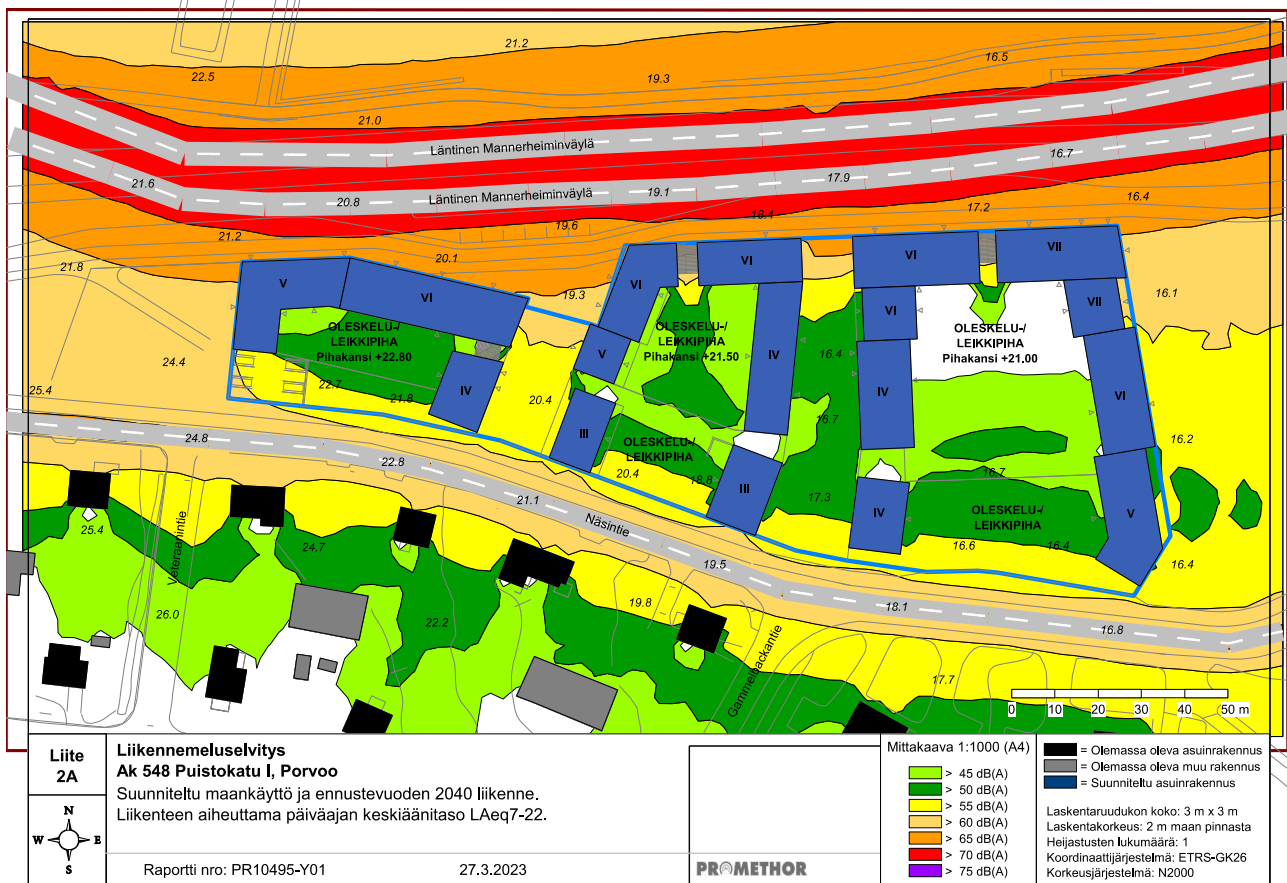 21.2
16.5
22.5
19.3
21.0
Läntinen Mannerheiminväylä
16.7
21.6
17.9
19.1
20.8
Läntinen Mannerheiminväylä
16.4
17.2
18.4
19.6
21.2
20.1
VII
VI
VI
21.8
V
VI
VI
19.3
16.1
VII
VI
OLESKELU-/
LEIKKIPIHA
Pihakansi +22.80
OLESKELU-/
LEIKKIPIHA
Pihakansi +21.50
OLESKELU-/
LEIKKIPIHA
Pihakansi +21.00
V
IV
16.4
24.4
22.7
21.8
IV
20.4
IV
VI
25.4
16.7
24.8
III
OLESKELU-/
LEIKKIPIHA
16.2
22.8
20.4
18.8
16.7
III
17.3
21.1
IV
OLESKELU-/
LEIKKIPIHA
V
Näsintie
16.6
16.4
16.4
25.4
Veteraanintie
24.7
19.5
26.0
22.2
19.8
18.1
16.8
Gammelbackantie
17.7
0 10 20 30 40 50 m
Liite
2A
N
W E
S
Liikennemeluselvitys
Ak 548 Puistokatu I, Porvoo
Suunniteltu maankäyttö ja ennustevuoden 2040 liikenne.
Liikenteen aiheuttama päiväajan keskiäänitaso LAeq7-22.
Raportti nro: PR10495-Y01 27.3.2023
PROMETHOR
Mittakaava 1:1000 (A4)
> 45 dB(A)
> 50 dB(A)
> 55 dB(A)
> 60 dB(A)
> 65 dB(A)
> 70 dB(A)
> 75 dB(A)
= Olemassa oleva asuinrakennus
= Olemassa oleva muu rakennus
= Suunniteltu asuinrakennus
Laskentaruudukon koko: 3 m x 3 m
Laskentakorkeus: 2 m maan pinnasta
Heijastusten lukumäärä: 1
Koordinaattijärjestelmä: ETRS-GK26
Korkeusjärjestelmä: N2000